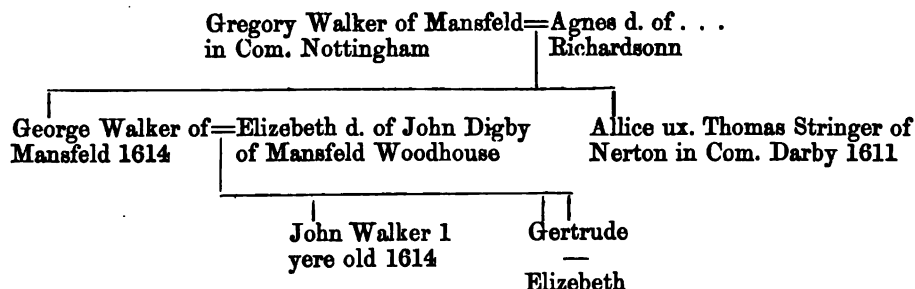 Gregory Walker of Mansfeld=Agnes d. of . . .
in Com. Nottingham Richardsonn
George Walker of=Elizebeth d. of John Digby
Mansfeld 1614 of Mansfeld Woodhouse
Allice ux. Thomas Stringer of
Nerton in Com. Darby 1611
John Walker 1
yere old 1614
Gertrude
—
Elizebeth